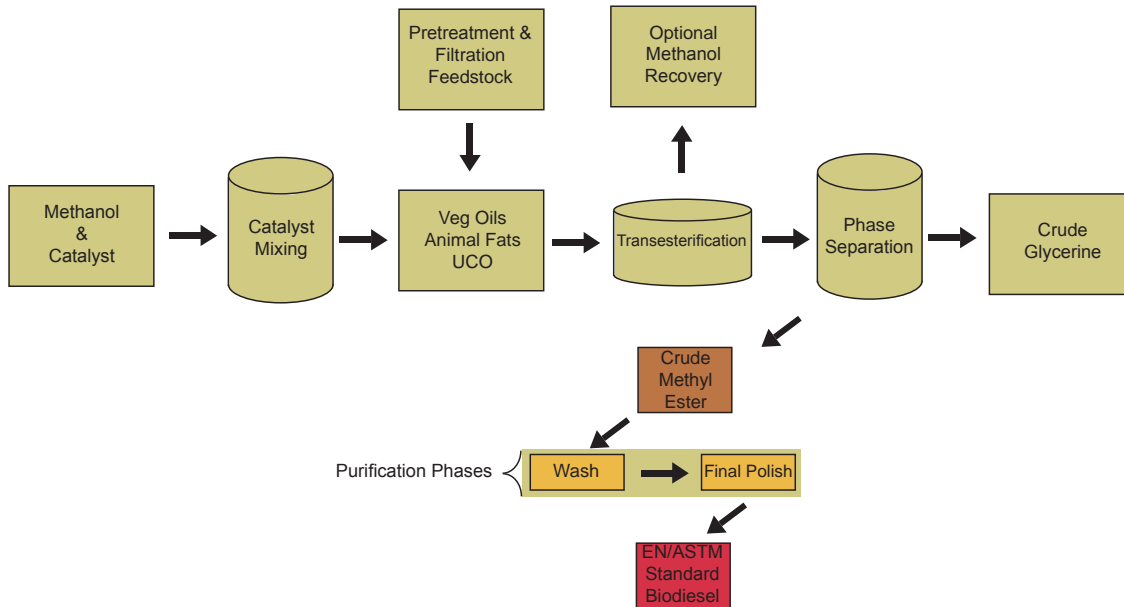 Pretreatment &
Filtration
Feedstock
Optional
Methanol
Recovery
Methanol
&
Catalyst
Catalyst
Mixing
Veg Oils
Animal Fats
UCO
Transesterification
Phase
Separation
Crude
Glycerine
Crude
Methyl
Ester
Purification Phases
Wash
Final Polish
EN/ASTM
Standard
Biodiesel